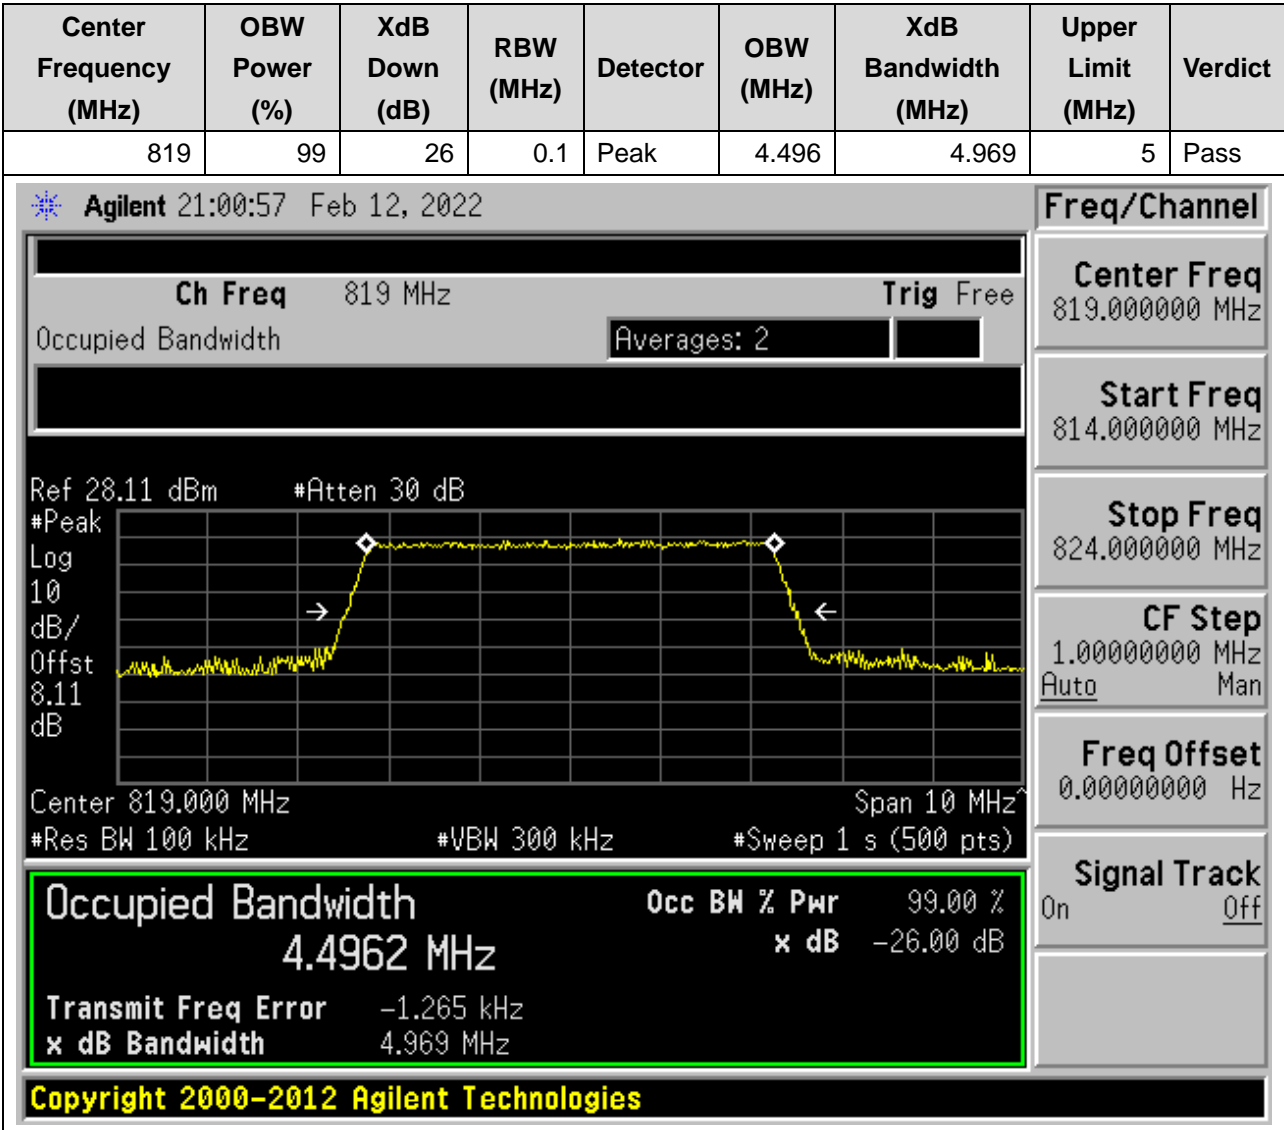 Center Frequency (MHz) OBW Power (%) XdB Down (dB) RBW (MHz) Detector OBW (MHz) XdB Bandwidth (MHz) Upper Limit (MHz) Verdict
819 99 26 0.1 Peak 4.496 4.969 5 Pass
Agilent 21:00:57 Feb 12, 2022
Freq/Channel
Ch Freq 819 MHz Trig Free
Occupied Bandwidth Averages: 2
Ref 28.11 dBm #Atten 30 dB
#Peak
Log
10
dB/
Offst
8.11
dB
Center 819.000 MHz Span 10 MHz^
#Res BW 100 kHz #VBW 300 kHz #Sweep 1 s (500 pts)
Occupied Bandwidth Occ BW % Pwr 99.00 %
4.4962 MHz x dB -26.00 dB
Transmit Freq Error -1.265 kHz
x dB Bandwidth 4.969 MHz
Center Freq
819.000000 MHz
Start Freq
814.000000 MHz
Stop Freq
824.000000 MHz
CF Step
1.00000000 MHz
Auto Man
Freq Offset
0.00000000 Hz
Signal Track
On Off
Copyright 2000-2012 Agilent Technologies